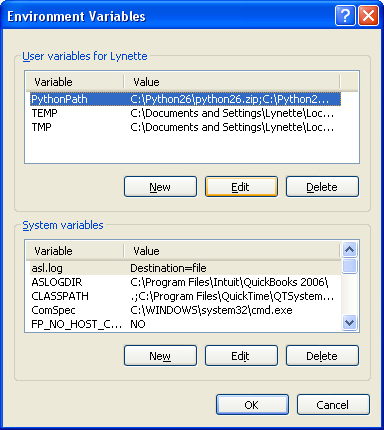 Environment Variables
User variables for Lynette
Variable Value
PythonPath C:\Python26\python26.zip;C:\Python2...
TEMP C:\Documents and Settings\Lynette\Loc...
TMP C:\Documents and Settings\Lynette\Loc...
New Edit Delete
System variables
Variable Value
asl.log Destination=file
ASLOGDIR C:\Program Files\Intuit\QuickBooks 2006\
CLASSPATH .;C:\Program Files\QuickTime\QTSystem...
ComSpec C:\WINDOWS\system32\cmd.exe
FP_NO_HOST_C... NO
New Edit Delete
OK Cancel